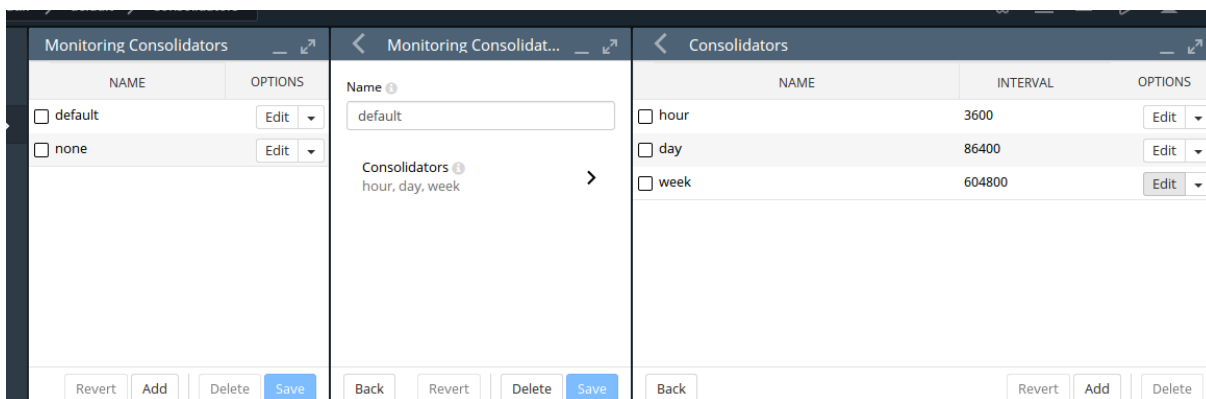 Monitoring Consolidators
NAME OPTIONS
default Edit
none Edit
Revert Add Delete Save
Monitoring Consolidat...
Name
default
Consolidators
hour, day, week
Back Revert Delete Save
Consolidators
NAME INTERVAL OPTIONS
hour 3600 Edit
day 86400 Edit
week 604800 Edit
Back Revert Add Delete